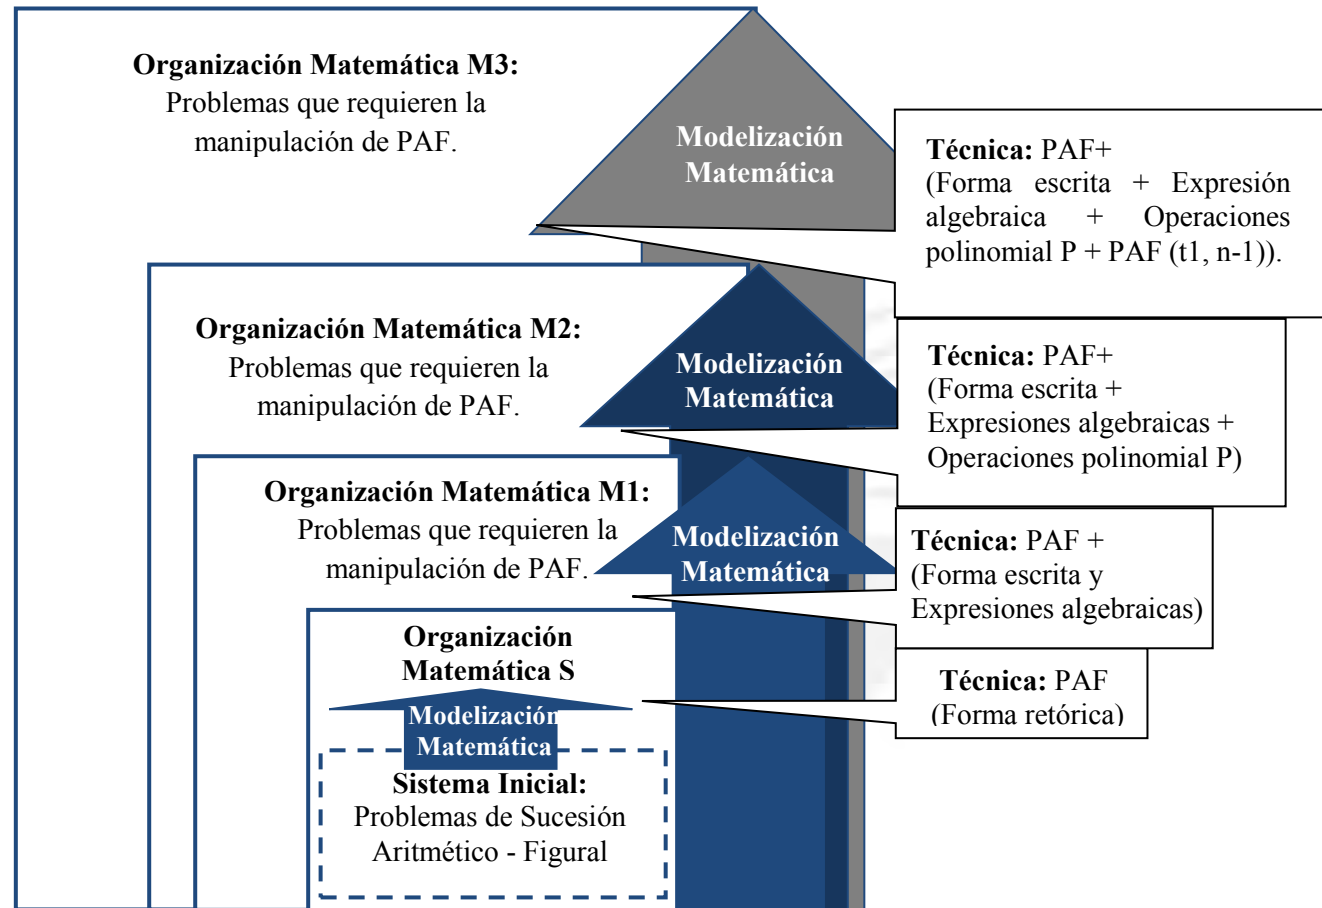 Organización Matemática M3:
Problemas que requieren la
manipulación de PAF.
Modelización
Matemática
Técnica: PAF+
(Forma escrita + Expresión
algebraica + Operaciones
polinomial P + PAF (t1, n-1)).
Organización Matemática M2:
Problemas que requieren la
manipulación de PAF.
Modelización
Matemática
Técnica: PAF+
(Forma escrita +
Expresiones algebraicas +
Operaciones polinomial P)
Organización Matemática M1:
Problemas que requieren la
manipulación de PAF.
Modelización
Matemática
Técnica: PAF +
(Forma escrita y
Expresiones algebraicas)
Organización
Matemática S
Modelización
Matemática
Técnica: PAF
(Forma retórica)
Sistema Inicial:
Problemas de Sucesión
Aritmético - Figural